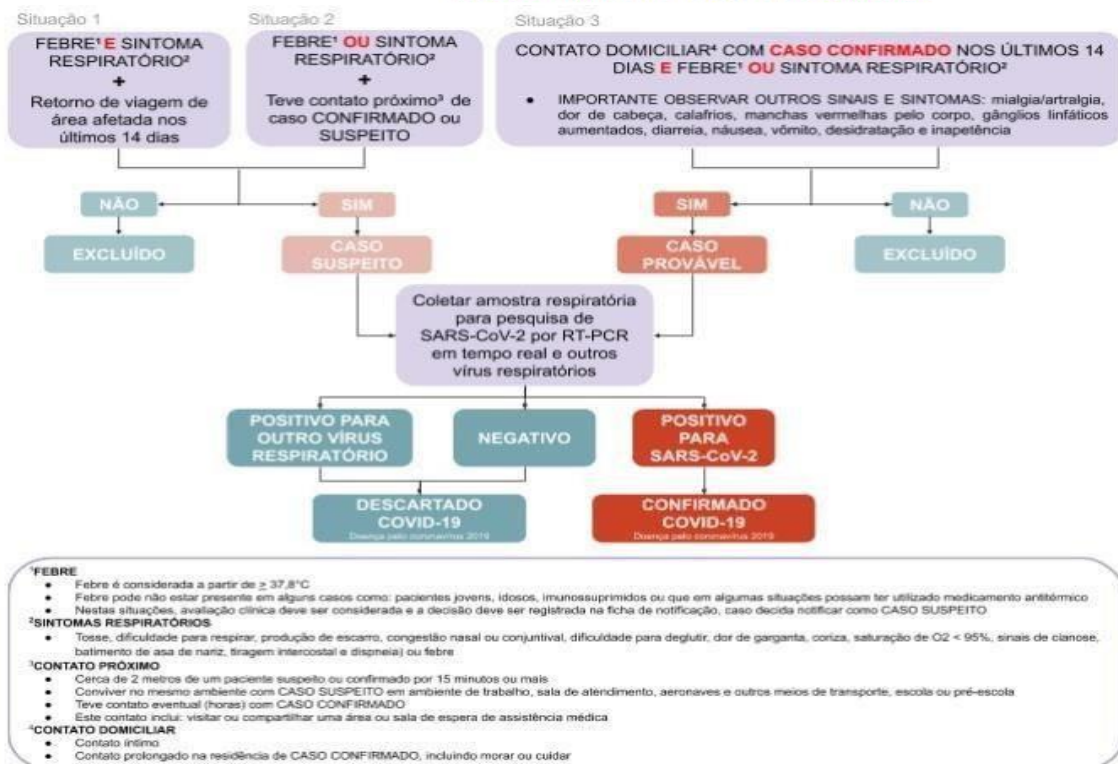 Situação 1
FEBRE¹ E SINTOMA
RESPIRATÓRIO²
+
Retorno de viagem de
área afetada nos
últimos 14 dias
Situação 2
FEBRE¹ OU SINTOMA
RESPIRATÓRIO²
+
Teve contato próximo³ de
caso CONFIRMADO ou
SUSPEITO
Situação 3
CONTATO DOMICILIAR⁴ COM CASO CONFIRMADO NOS ÚLTIMOS 14
DIAS E FEBRE¹ OU SINTOMA RESPIRATÓRIO²
• IMPORTANTE OBSERVAR OUTROS SINAIS E SINTOMAS: mialgia/artralgia,
dor de cabeça, calafrios, manchas vermelhas pelo corpo, gânglios linfáticos
aumentados, diarreia, náusea, vômito, desidratação e inapetência
NÃO
SIM
SIM
NÃO
EXCLUÍDO
CASO
SUSPEITO
CASO
PROVÁVEL
EXCLUÍDO
Coletar amostra respiratória
para pesquisa de
SARS-CoV-2 por RT-PCR
em tempo real e outros
vírus respiratórios
POSITIVO PARA
OUTRO VÍRUS
RESPIRATÓRIO
NEGATIVO
POSITIVO
PARA
SARS-CoV-2
DESCARTADO
COVID-19
Doença pelo coronavírus 2019
CONFIRMADO
COVID-19
Doença pelo coronavírus 2019
¹FEBRE
• Febre é considerada a partir de ≥ 37,8°C
• Febre pode não estar presente em alguns casos como: pacientes jovens, idosos, imunossuprimidos ou que em algumas situações possam ter utilizado medicamento antitérmico
• Nestas situações, avaliação clínica deve ser considerada e a decisão deve ser registrada na ficha de notificação, caso decida notificar como CASO SUSPEITO
²SINTOMAS RESPIRATÓRIOS
• Tosse, dificuldade para respirar, produção de escarro, congestão nasal ou conjuntival, dificuldade para deglutir, dor de garganta, coriza, saturação de O2 < 95%, sinais de cianose,
batimento de asa de nariz, tiragem intercostal e dispneia) ou febre
³CONTATO PRÓXIMO
• Cerca de 2 metros de um paciente suspeito ou confirmado por 15 minutos ou mais
• Conviver no mesmo ambiente com CASO SUSPEITO em ambiente de trabalho, sala de atendimento, aeronaves e outros meios de transporte, escola ou pré-escola
• Teve contato eventual (horas) com CASO CONFIRMADO
• Este contato inclui: visitar ou compartilhar uma área ou sala de espera de assistência médica
⁴CONTATO DOMICILIAR
• Contato íntimo
• Contato prolongado na residência de CASO CONFIRMADO, incluindo morar ou cuidar